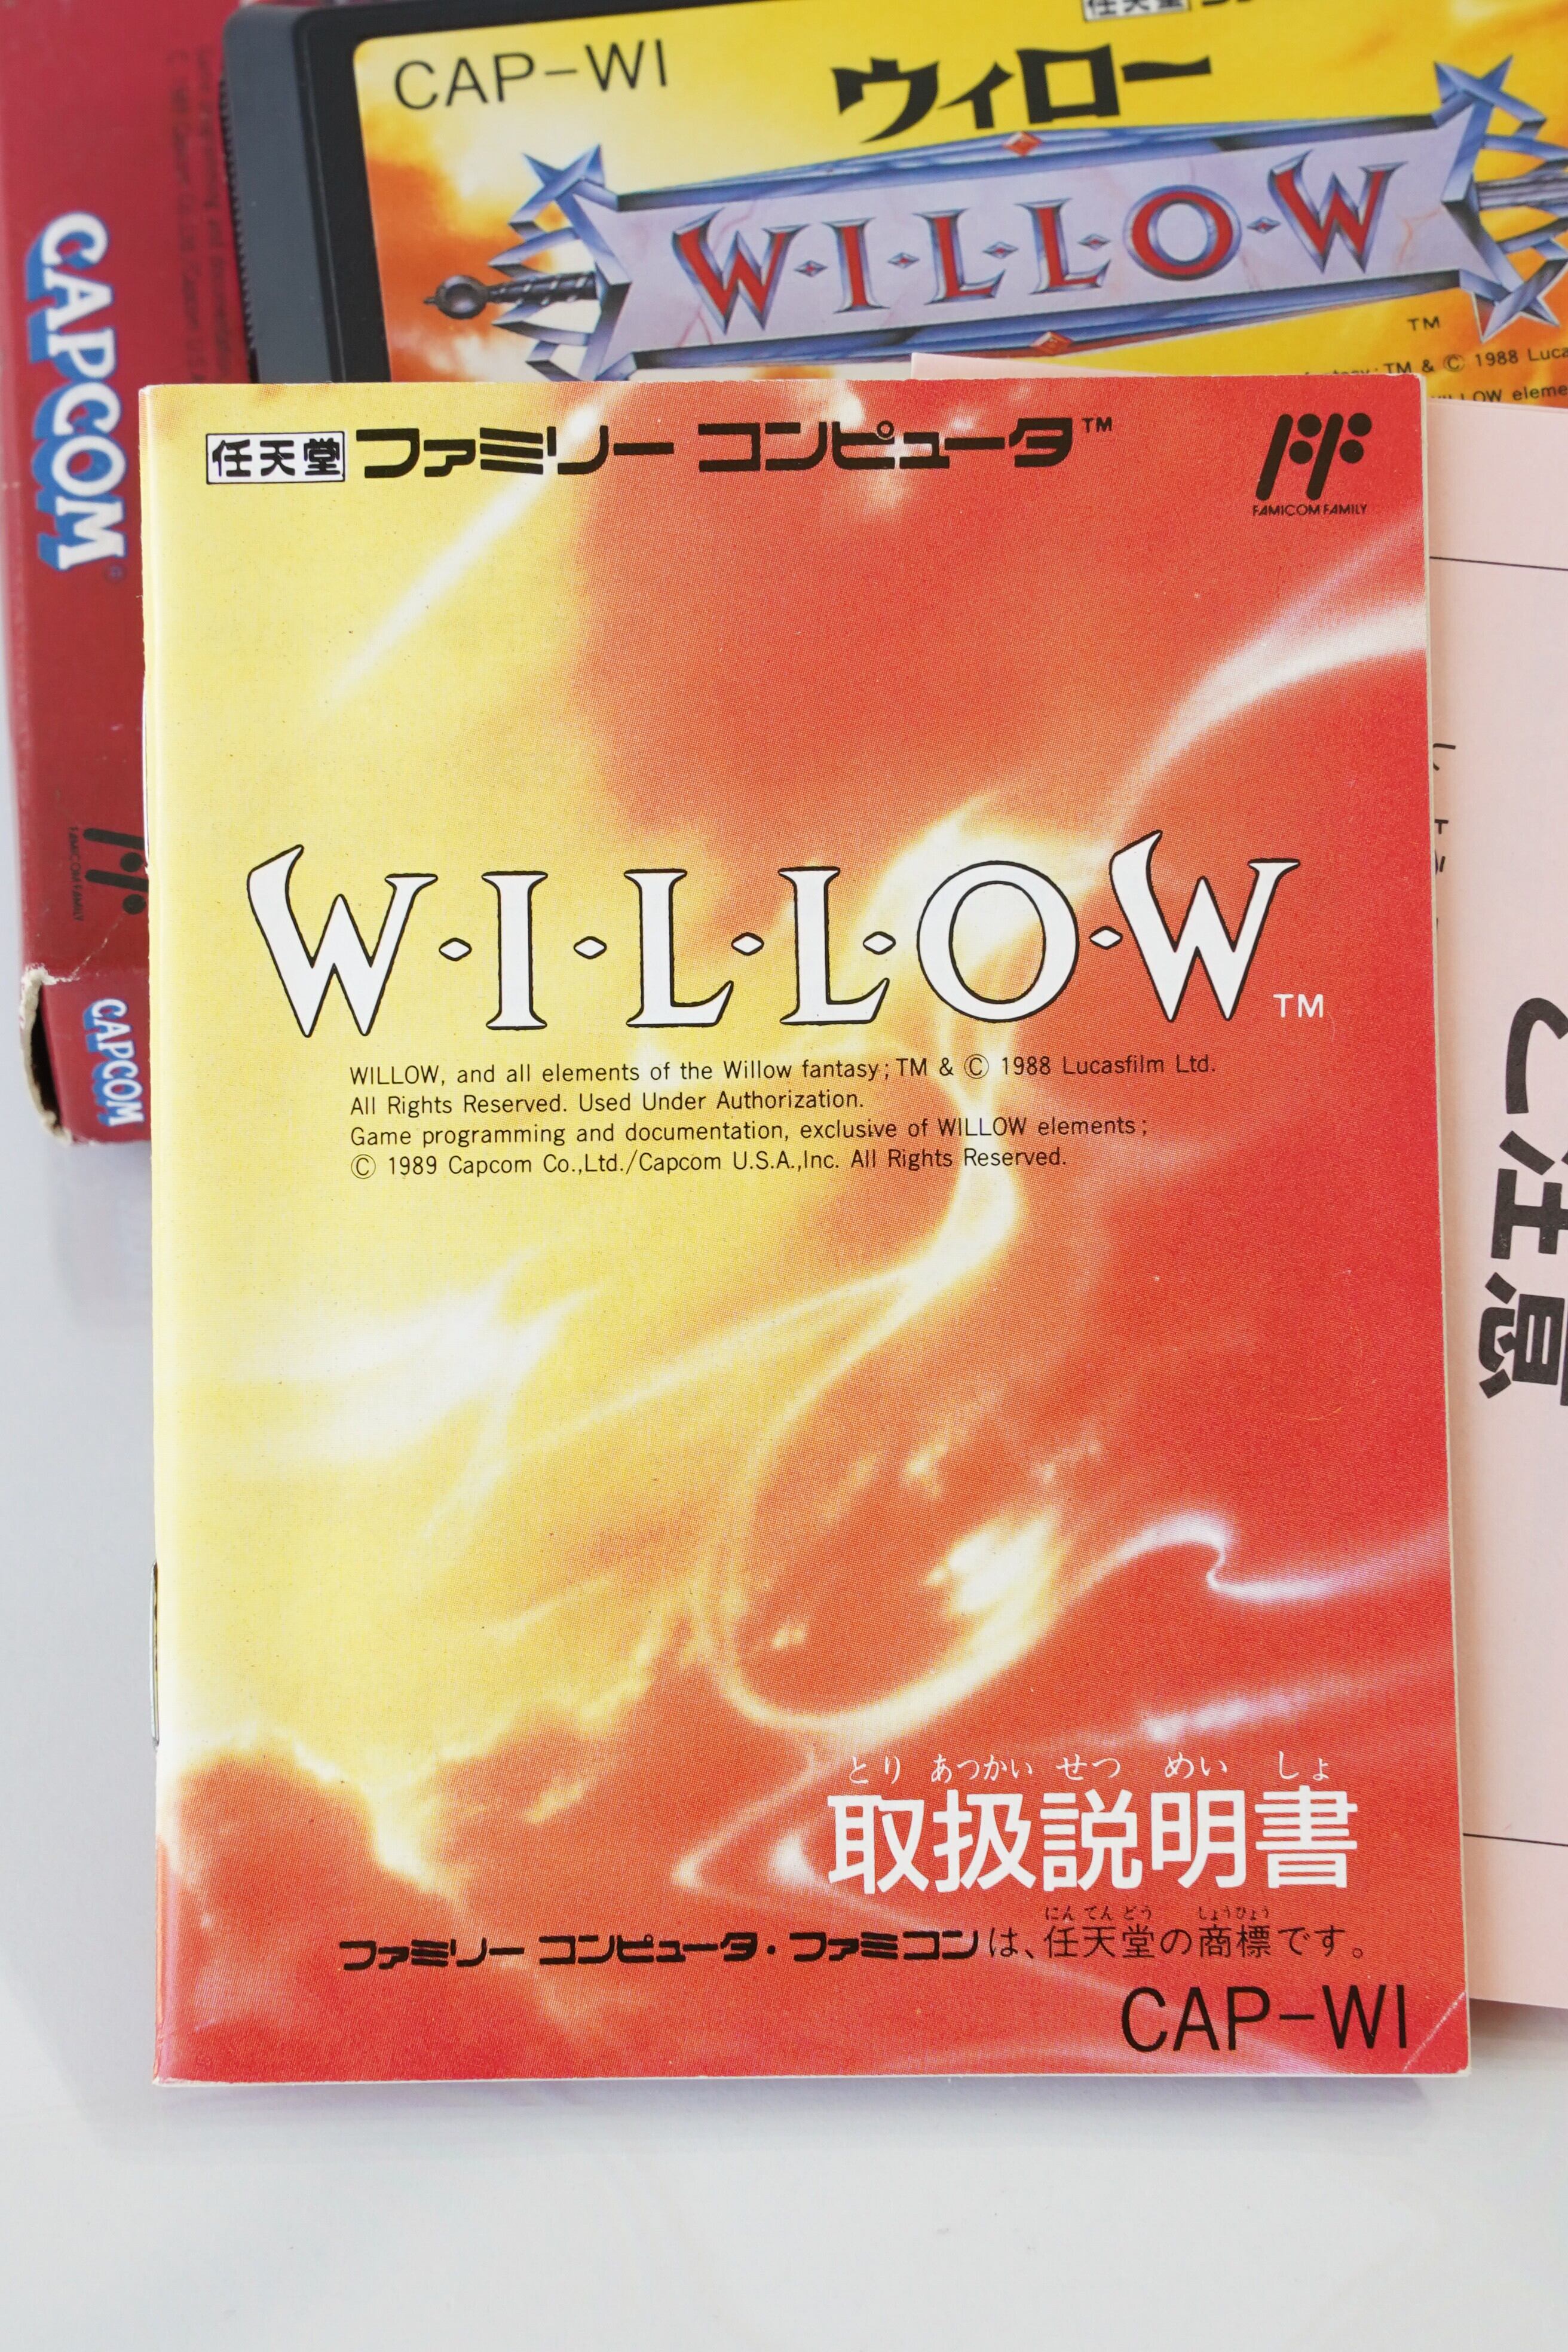 CAP-WI
ウィロー
W·I·L·L·O·W
TM
TM & © 1988
CAPCOM
FAMICOM FAMILY
CAPCOM
任天堂 ファミリー コンピュータ™
FAMICOM FAMILY
W·I·L·L·O·W™
WILLOW, and all elements of the Willow fantasy; TM & © 1988 Lucasfilm Ltd.
All Rights Reserved. Used Under Authorization.
Game programming and documentation, exclusive of WILLOW elements;
© 1989 Capcom Co.,Ltd./Capcom U.S.A.,Inc. All Rights Reserved.
とり あつかい せつ めい しょ
取扱説明書
にん てん どう しょうひょう
ファミリー コンピュータ・ファミコンは、任天堂の商標です。
CAP-WI
注意